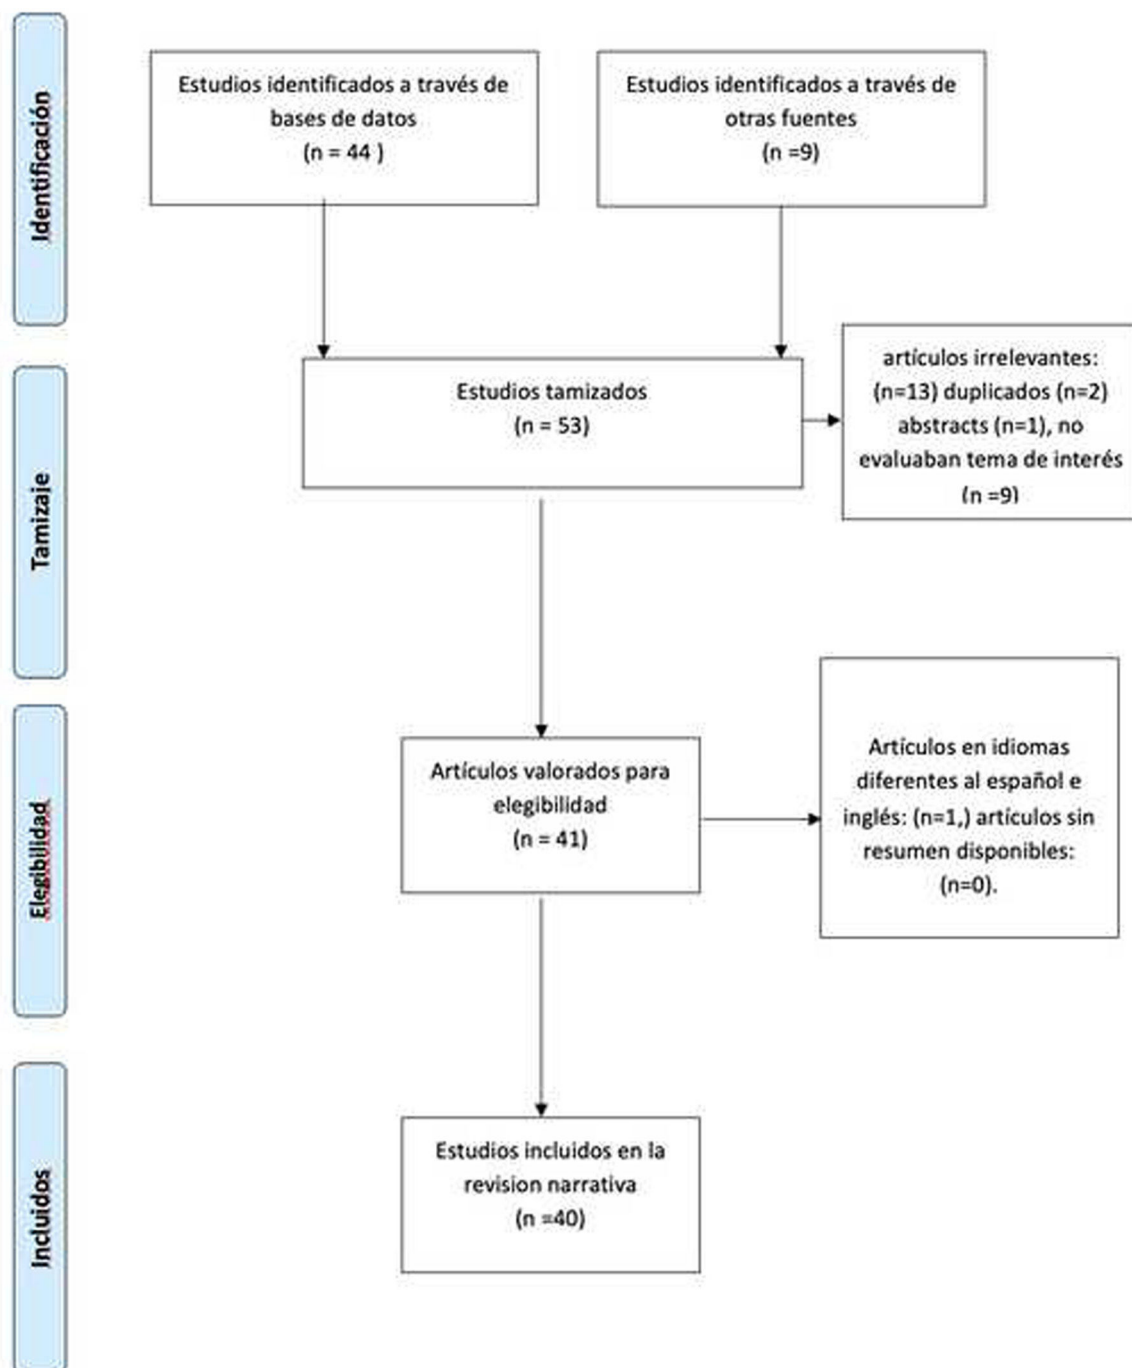 Identificación
Estudios identificados a través de
bases de datos
(n = 44 )
Estudios identificados a través de
otras fuentes
(n =9)
Tamizaje
Estudios tamizados
(n = 53)
artículos irrelevantes:
(n=13) duplicados (n=2)
abstracts (n=1), no
evaluaban tema de interés
(n =9)
Elegibilidad
Artículos valorados para
elegibilidad
(n = 41)
Artículos en idiomas
diferentes al español e
inglés: (n=1,) artículos sin
resumen disponibles:
(n=0).
Incluidos
Estudios incluidos en la
revision narrativa
(n =40)